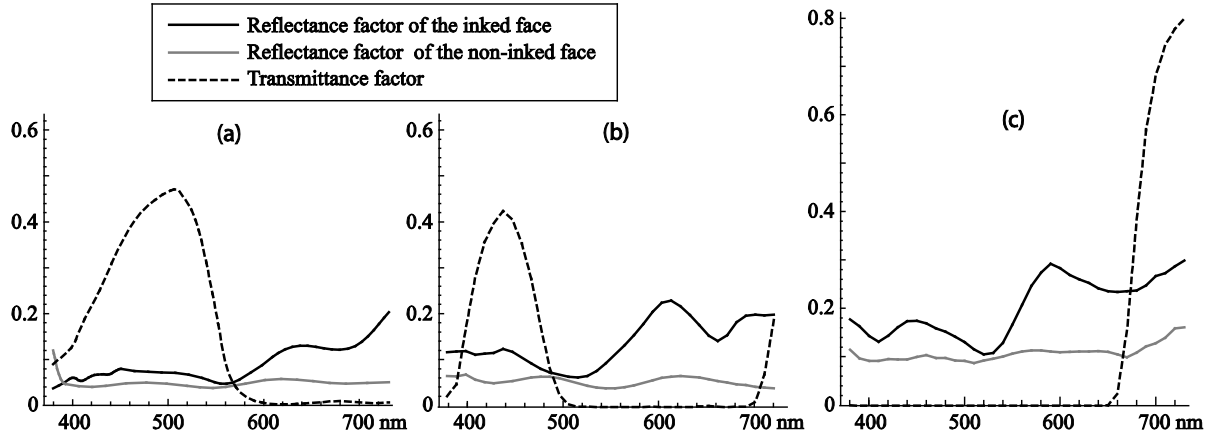 Reflectance factor of the inked face
Reflectance factor of the non-inked face
Transmittance factor
(a)
0.6
0.4
0.2
0
400
500
600
700 nm
(b)
0.6
0.4
0.2
0
400
500
600
700 nm
(c)
0.8
0.6
0.4
0.2
0
400
500
600
700 nm